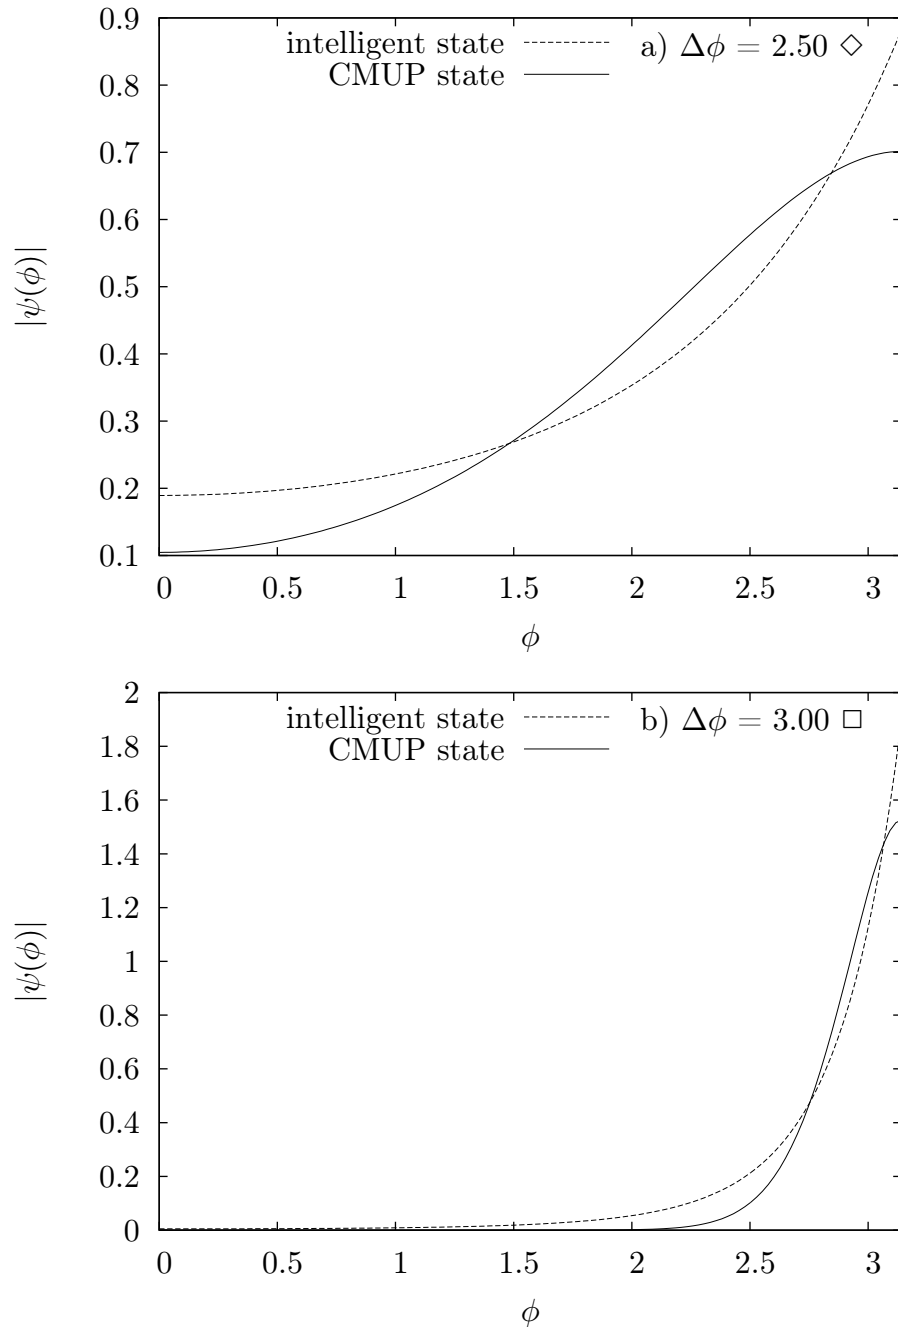 0.9
intelligent state
a) Δϕ = 2.50 ◇
CMUP state
0.8
0.7
0.6
0.5
|ψ(ϕ)|
0.4
0.3
0.2
0.1
0 0.5 1 1.5 2 2.5 3
ϕ
2
intelligent state
b) Δϕ = 3.00 □
CMUP state
1.8
1.6
1.4
1.2
1
|ψ(ϕ)|
0.8
0.6
0.4
0.2
0
0 0.5 1 1.5 2 2.5 3
ϕ